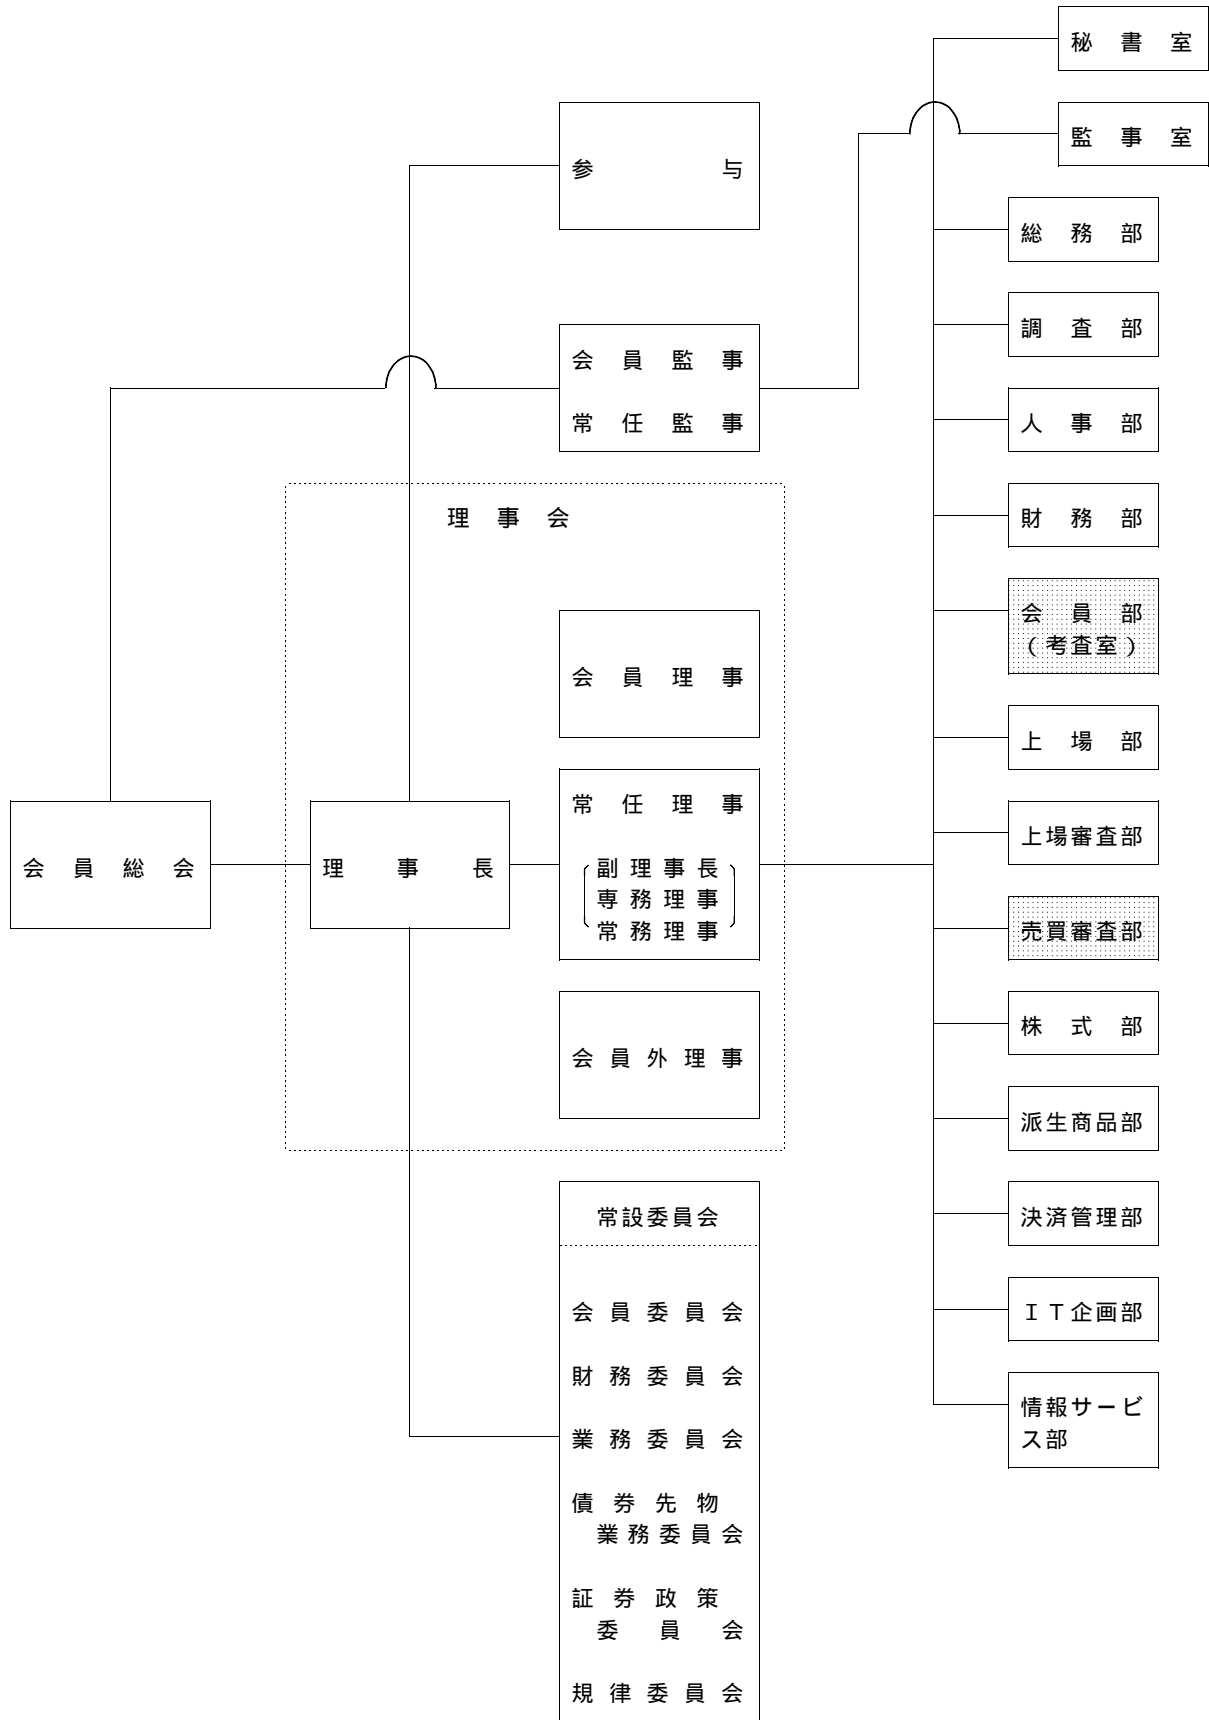 秘書室
監事室
参与
総務部
調査部
会員監事
常任監事
人事部
理事会
財務部
会員部
(考査室)
会員理事
上場部
常任理事
上場審査部
会員総会
理事長
副理事長
専務理事
常務理事
売買審査部
株式部
会員外理事
派生商品部
常設委員会
決済管理部
会員委員会
ＩＴ企画部
財務委員会
情報サービ
ス部
業務委員会
債券先物
業務委員会
証券政策
委員会
規律委員会